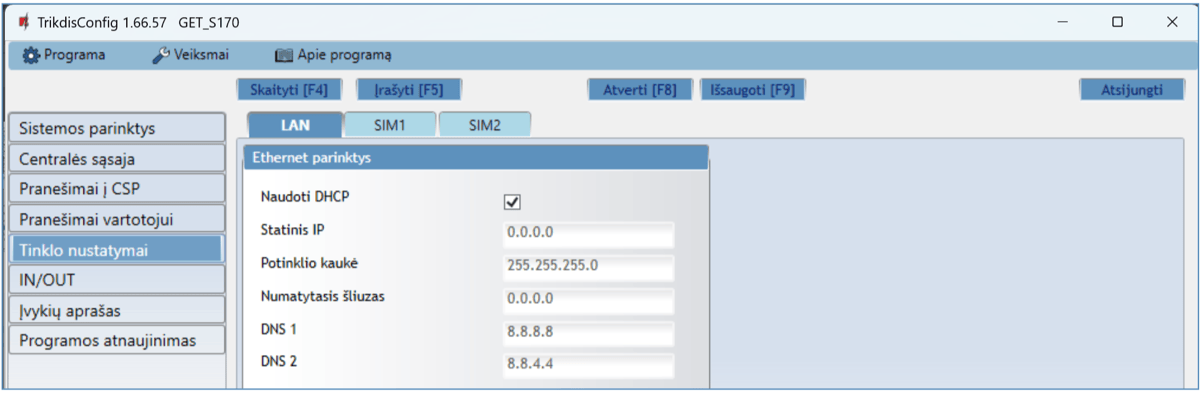 TrikdisConfig 1.66.57 GET_S170
Programa Veiksmai Apie programą
Skaityti [F4] Įrašyti [F5] Atverti [F8] Išsaugoti [F9] Atsijungti
Sistemos parinktys
Centralės sąsaja
Pranešimai į CSP
Pranešimai vartotojui
Tinklo nustatymai
IN/OUT
Įvykių aprašas
Programos atnaujinimas
LAN SIM1 SIM2
Ethernet parinktys
Naudoti DHCP
Statinis IP 0.0.0.0
Potinklio kaukė 255.255.255.0
Numatytasis šliuzas 0.0.0.0
DNS 1 8.8.8.8
DNS 2 8.8.4.4